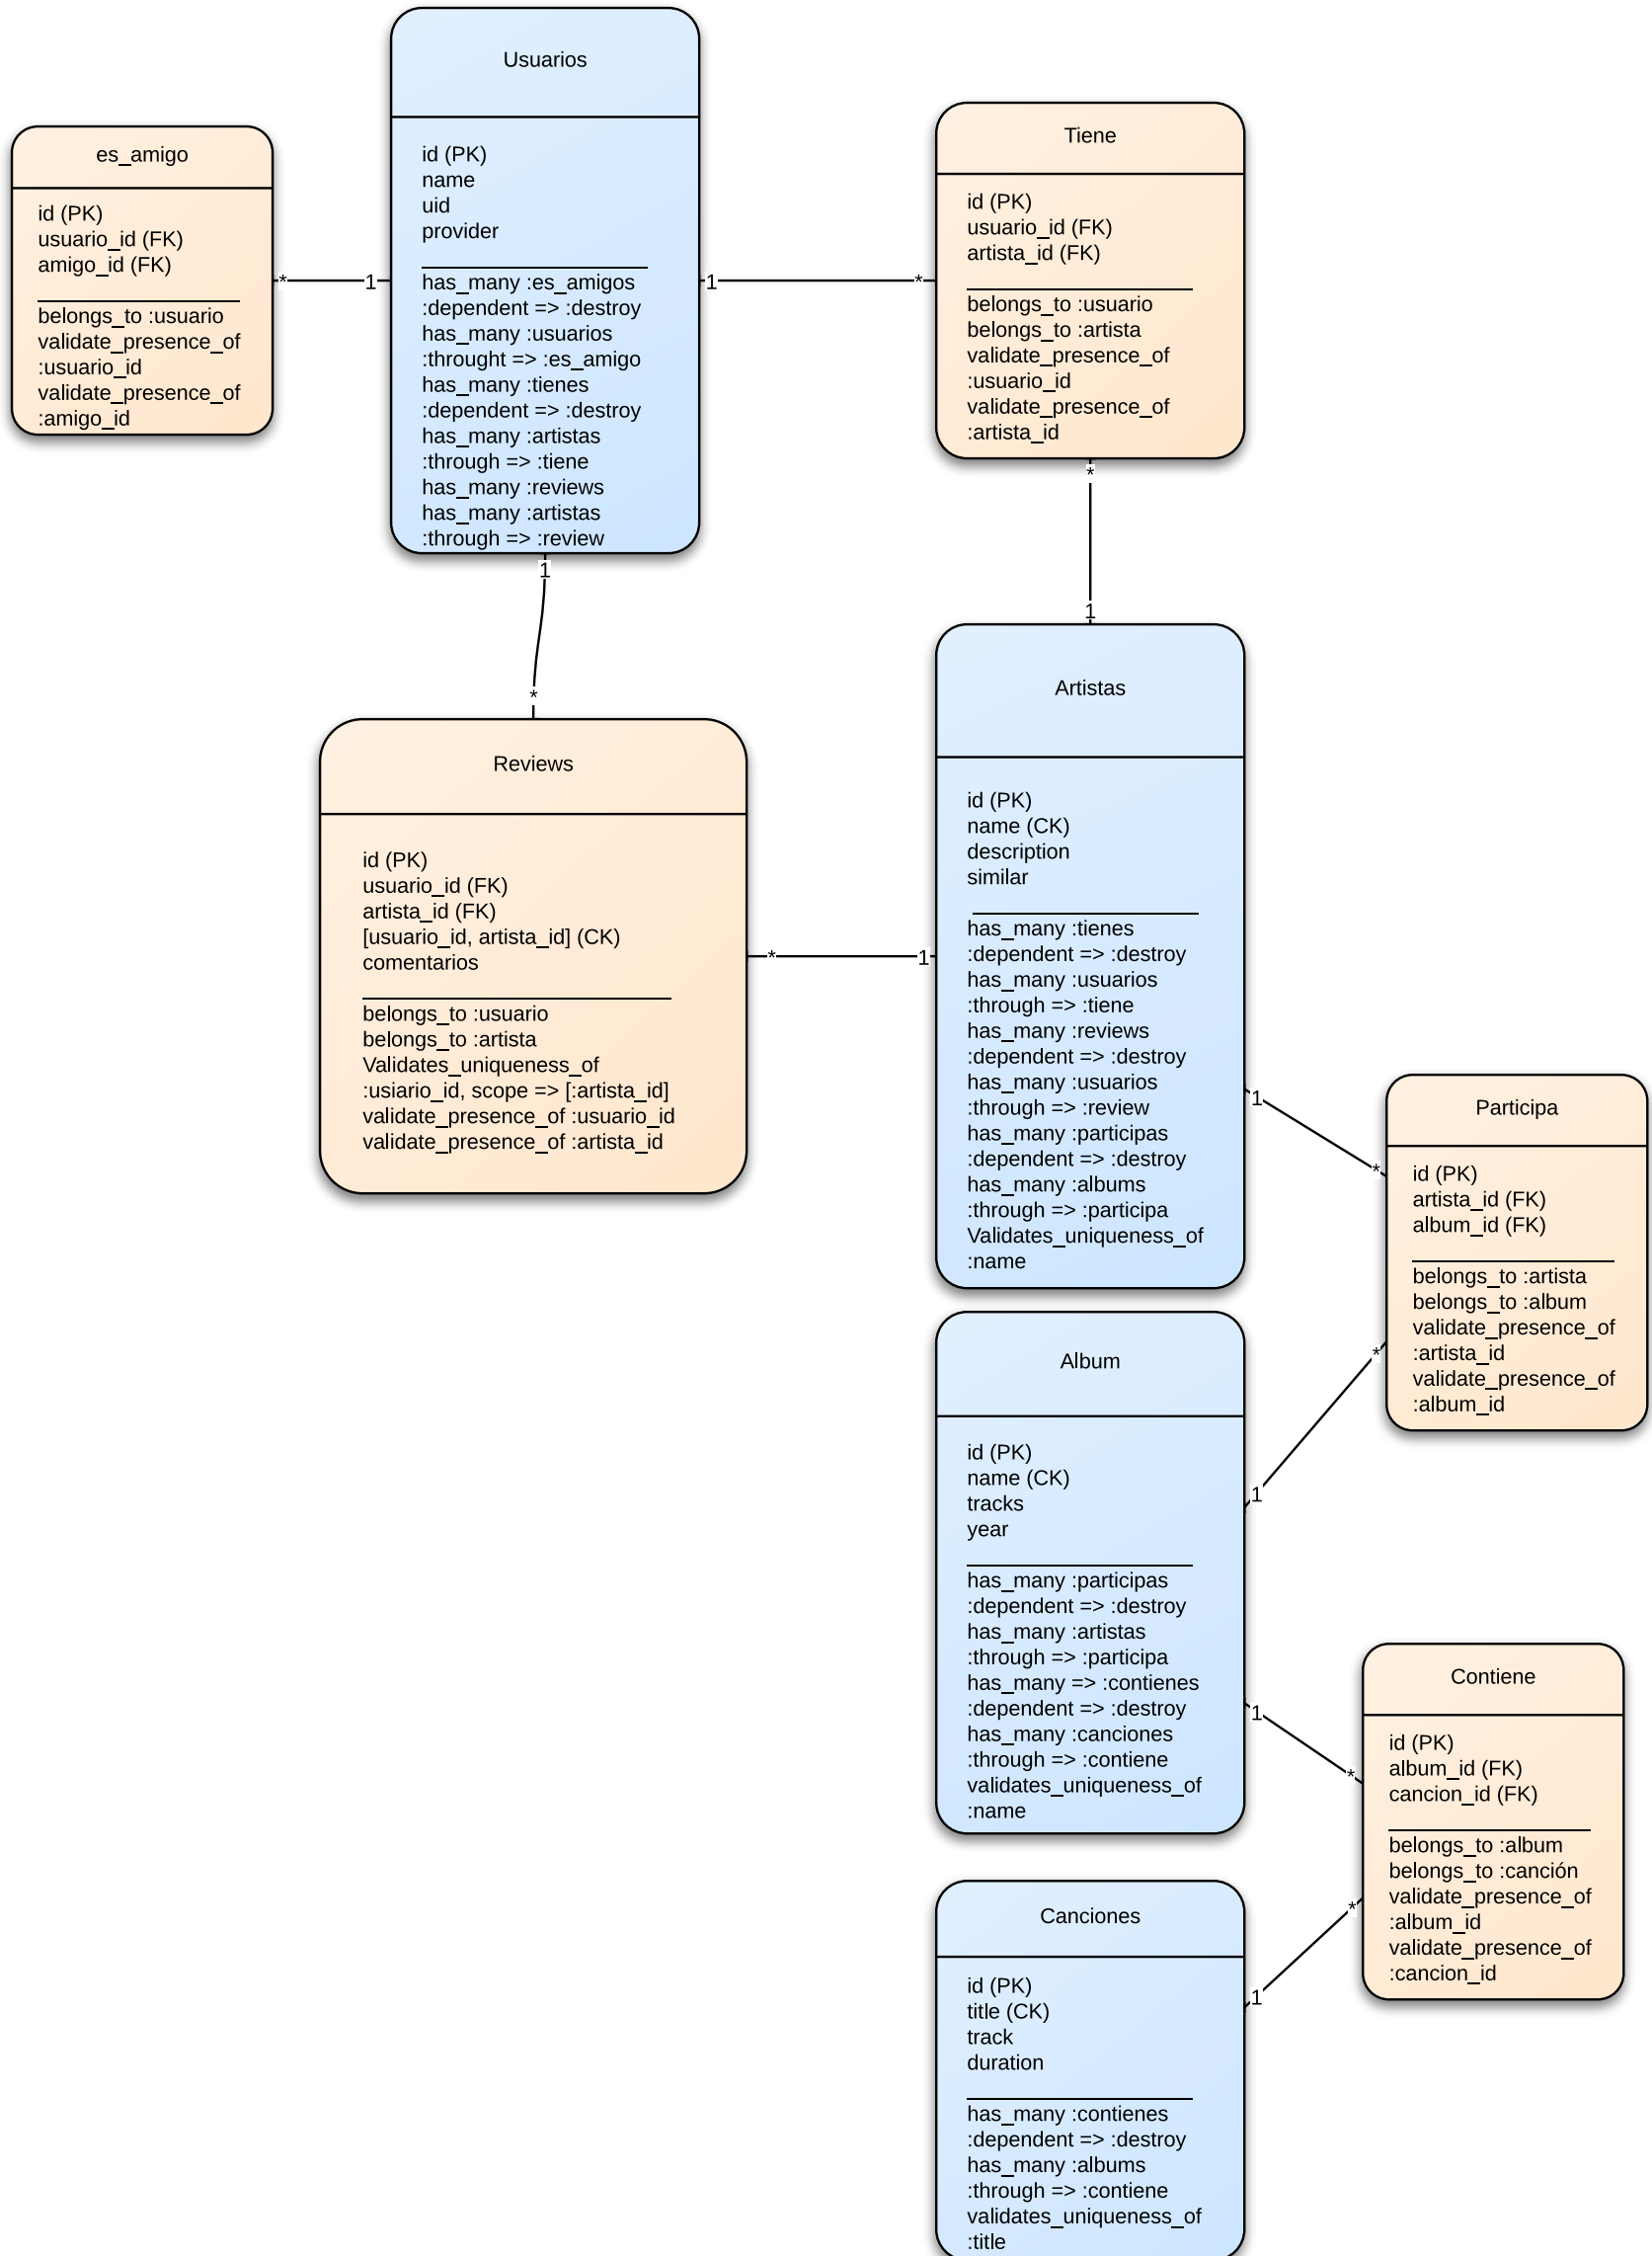 Usuarios
id (PK)
name
uid
provider
has_many :es_amigos
:dependent => :destroy
has_many :usuarios
:throught => :es_amigo
has_many :tienes
:dependent => :destroy
has_many :artistas
:through => :tiene
has_many :reviews
has_many :artistas
:through => :review
es_amigo
id (PK)
usuario_id (FK)
amigo_id (FK)
belongs_to :usuario
validate_presence_of
:usuario_id
validate_presence_of
:amigo_id
* 1
1 *
Tiene
id (PK)
usuario_id (FK)
artista_id (FK)
belongs_to :usuario
belongs_to :artista
validate_presence_of
:usuario_id
validate_presence_of
:artista_id
*
1
1
*
Reviews
id (PK)
usuario_id (FK)
artista_id (FK)
[usuario_id, artista_id] (CK)
comentarios
belongs_to :usuario
belongs_to :artista
Validates_uniqueness_of
:usiario_id, scope => [:artista_id]
validate_presence_of :usuario_id
validate_presence_of :artista_id
* 1
Artistas
id (PK)
name (CK)
description
similar
has_many :tienes
:dependent => :destroy
has_many :usuarios
:through => :tiene
has_many :reviews
:dependent => :destroy
has_many :usuarios
:through => :review
has_many :participas
:dependent => :destroy
has_many :albums
:through => :participa
Validates_uniqueness_of
:name
1
*
Participa
id (PK)
artista_id (FK)
album_id (FK)
belongs_to :artista
belongs_to :album
validate_presence_of
:artista_id
validate_presence_of
:album_id
*
1
Album
id (PK)
name (CK)
tracks
year
has_many :participas
:dependent => :destroy
has_many :artistas
:through => :participa
has_many => :contienes
:dependent => :destroy
has_many :canciones
:through => :contiene
validates_uniqueness_of
:name
1
*
Contiene
id (PK)
album_id (FK)
cancion_id (FK)
belongs_to :album
belongs_to :canción
validate_presence_of
:album_id
validate_presence_of
:cancion_id
*
1
Canciones
id (PK)
title (CK)
track
duration
has_many :contienes
:dependent => :destroy
has_many :albums
:through => :contiene
validates_uniqueness_of
:title